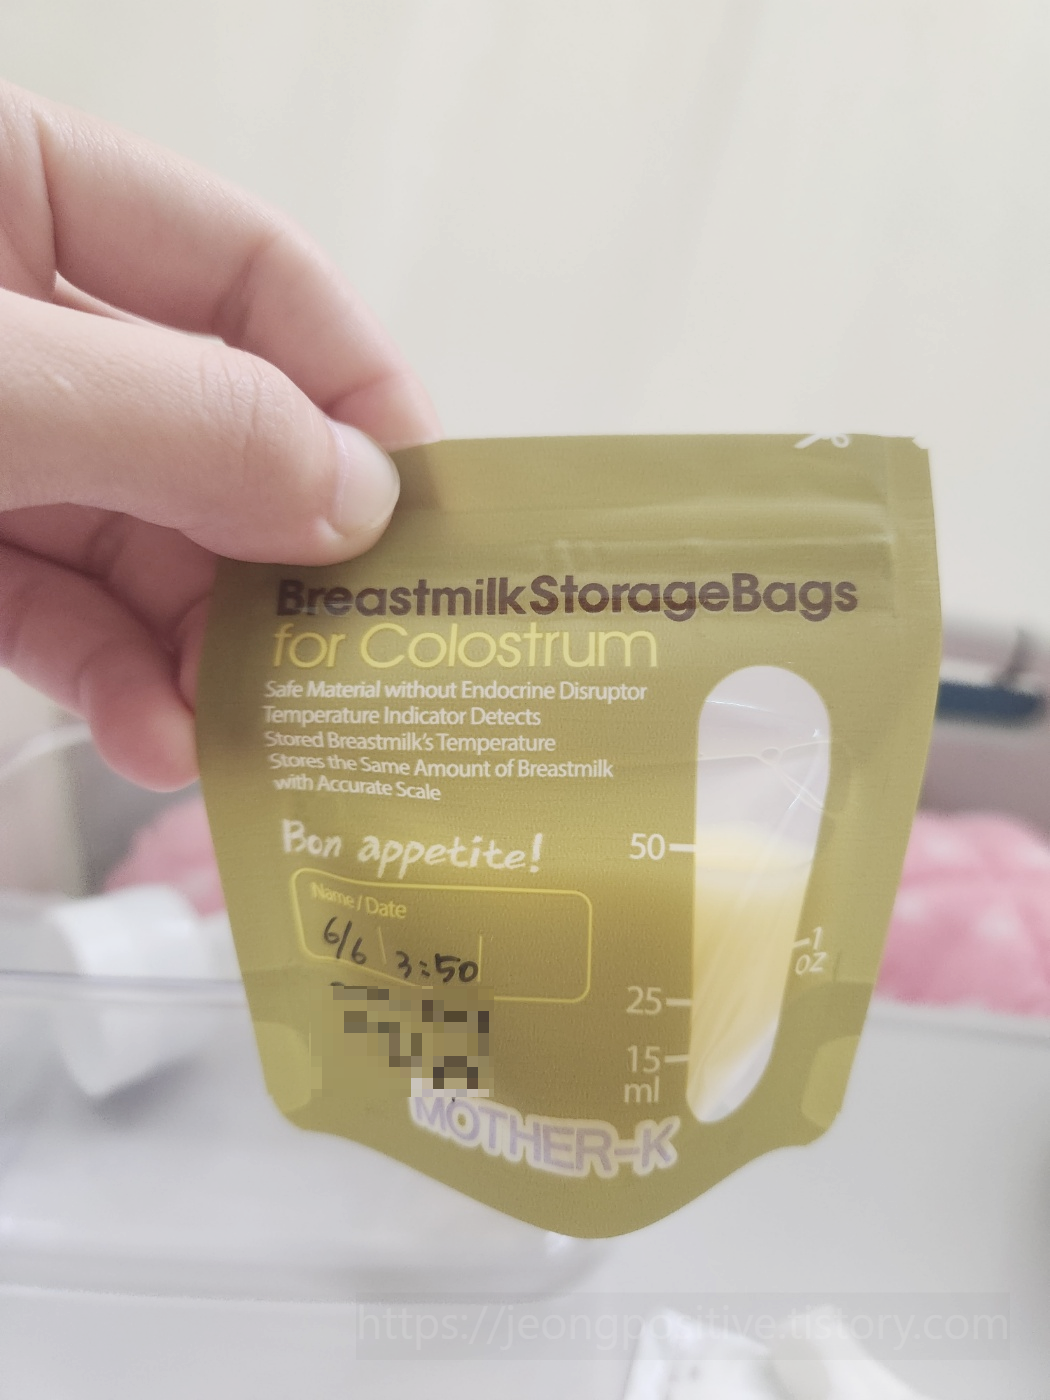 BreastmilkStorageBags
for Colostrum
Safe Material without Endocrine Disruptor
Temperature Indicator Detects
Stored Breastmilk's Temperature
Stores the Same Amount of Breastmilk
with Accurate Scale
Bon appetite!
Name / Date
6/6 3:50
50
1
OZ
25
15
ml
MOTHER-K
https://jeongpositive.tistory.com